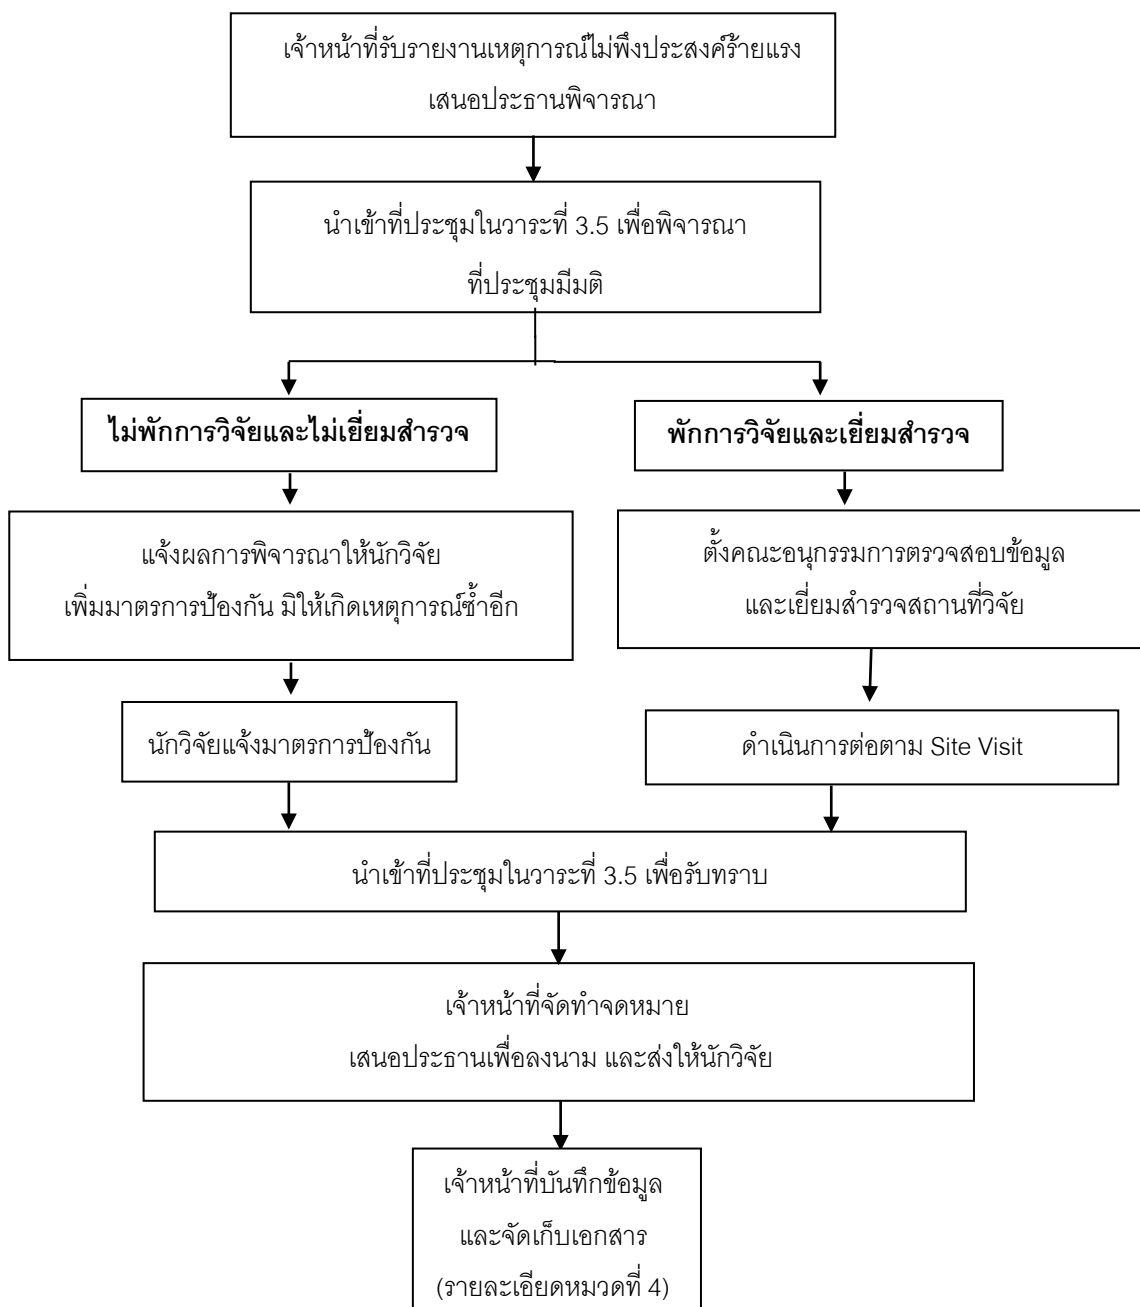 เจ้าหน้าที่รับรายงานเหตุการณ์ไม่พึงประสงค์ร้ายแรง
เสนอประธานพิจารณา
นำเข้าที่ประชุมในวาระที่ 3.5 เพื่อพิจารณา
ที่ประชุมมีมติ
ไม่พักการวิจัยและไม่เยี่ยมสำรวจ
พักการวิจัยและเยี่ยมสำรวจ
แจ้งผลการพิจารณาให้นักวิจัย
เพิ่มมาตรการป้องกัน มิให้เกิดเหตุการณ์ซ้ำอีก
ตั้งคณะอนุกรรมการตรวจสอบข้อมูล
และเยี่ยมสำรวจสถานที่วิจัย
นักวิจัยแจ้งมาตรการป้องกัน
ดำเนินการต่อตาม Site Visit
นำเข้าที่ประชุมในวาระที่ 3.5 เพื่อรับทราบ
เจ้าหน้าที่จัดทำจดหมาย
เสนอประธานเพื่อลงนาม และส่งให้นักวิจัย
เจ้าหน้าที่บันทึกข้อมูล
และจัดเก็บเอกสาร
(รายละเอียดหมวดที่ 4)